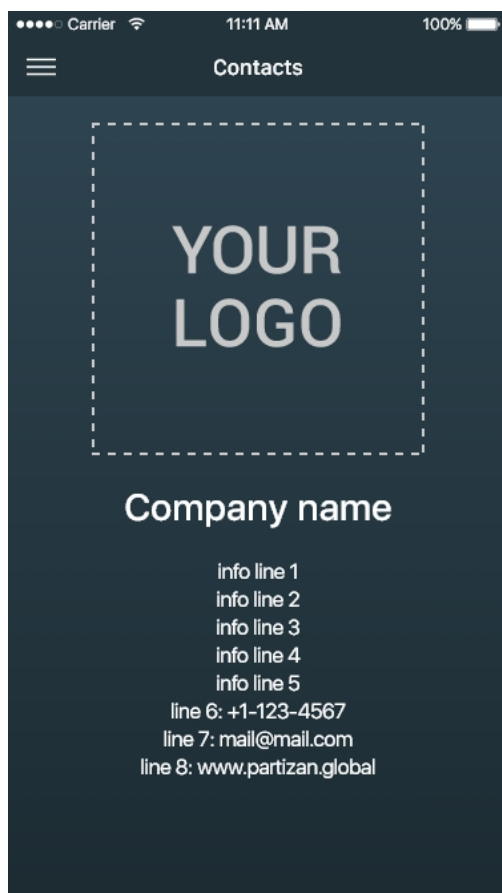 Carrier 11:11 AM 100%
Contacts
YOUR
LOGO
Company name
info line 1
info line 2
info line 3
info line 4
info line 5
line 6: +1-123-4567
line 7: mail@mail.com
line 8: www.partizan.global